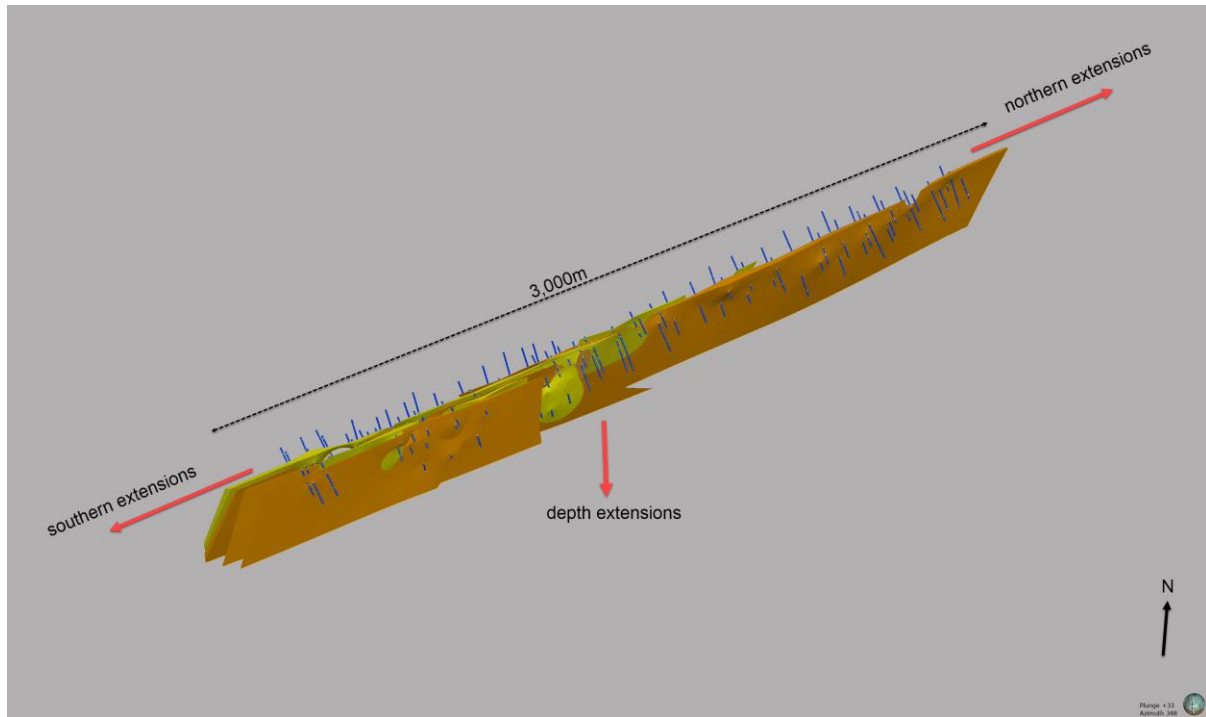 northern extensions
3,000m
southern extensions
depth extensions
N
Plunge +33
Azimuth 348